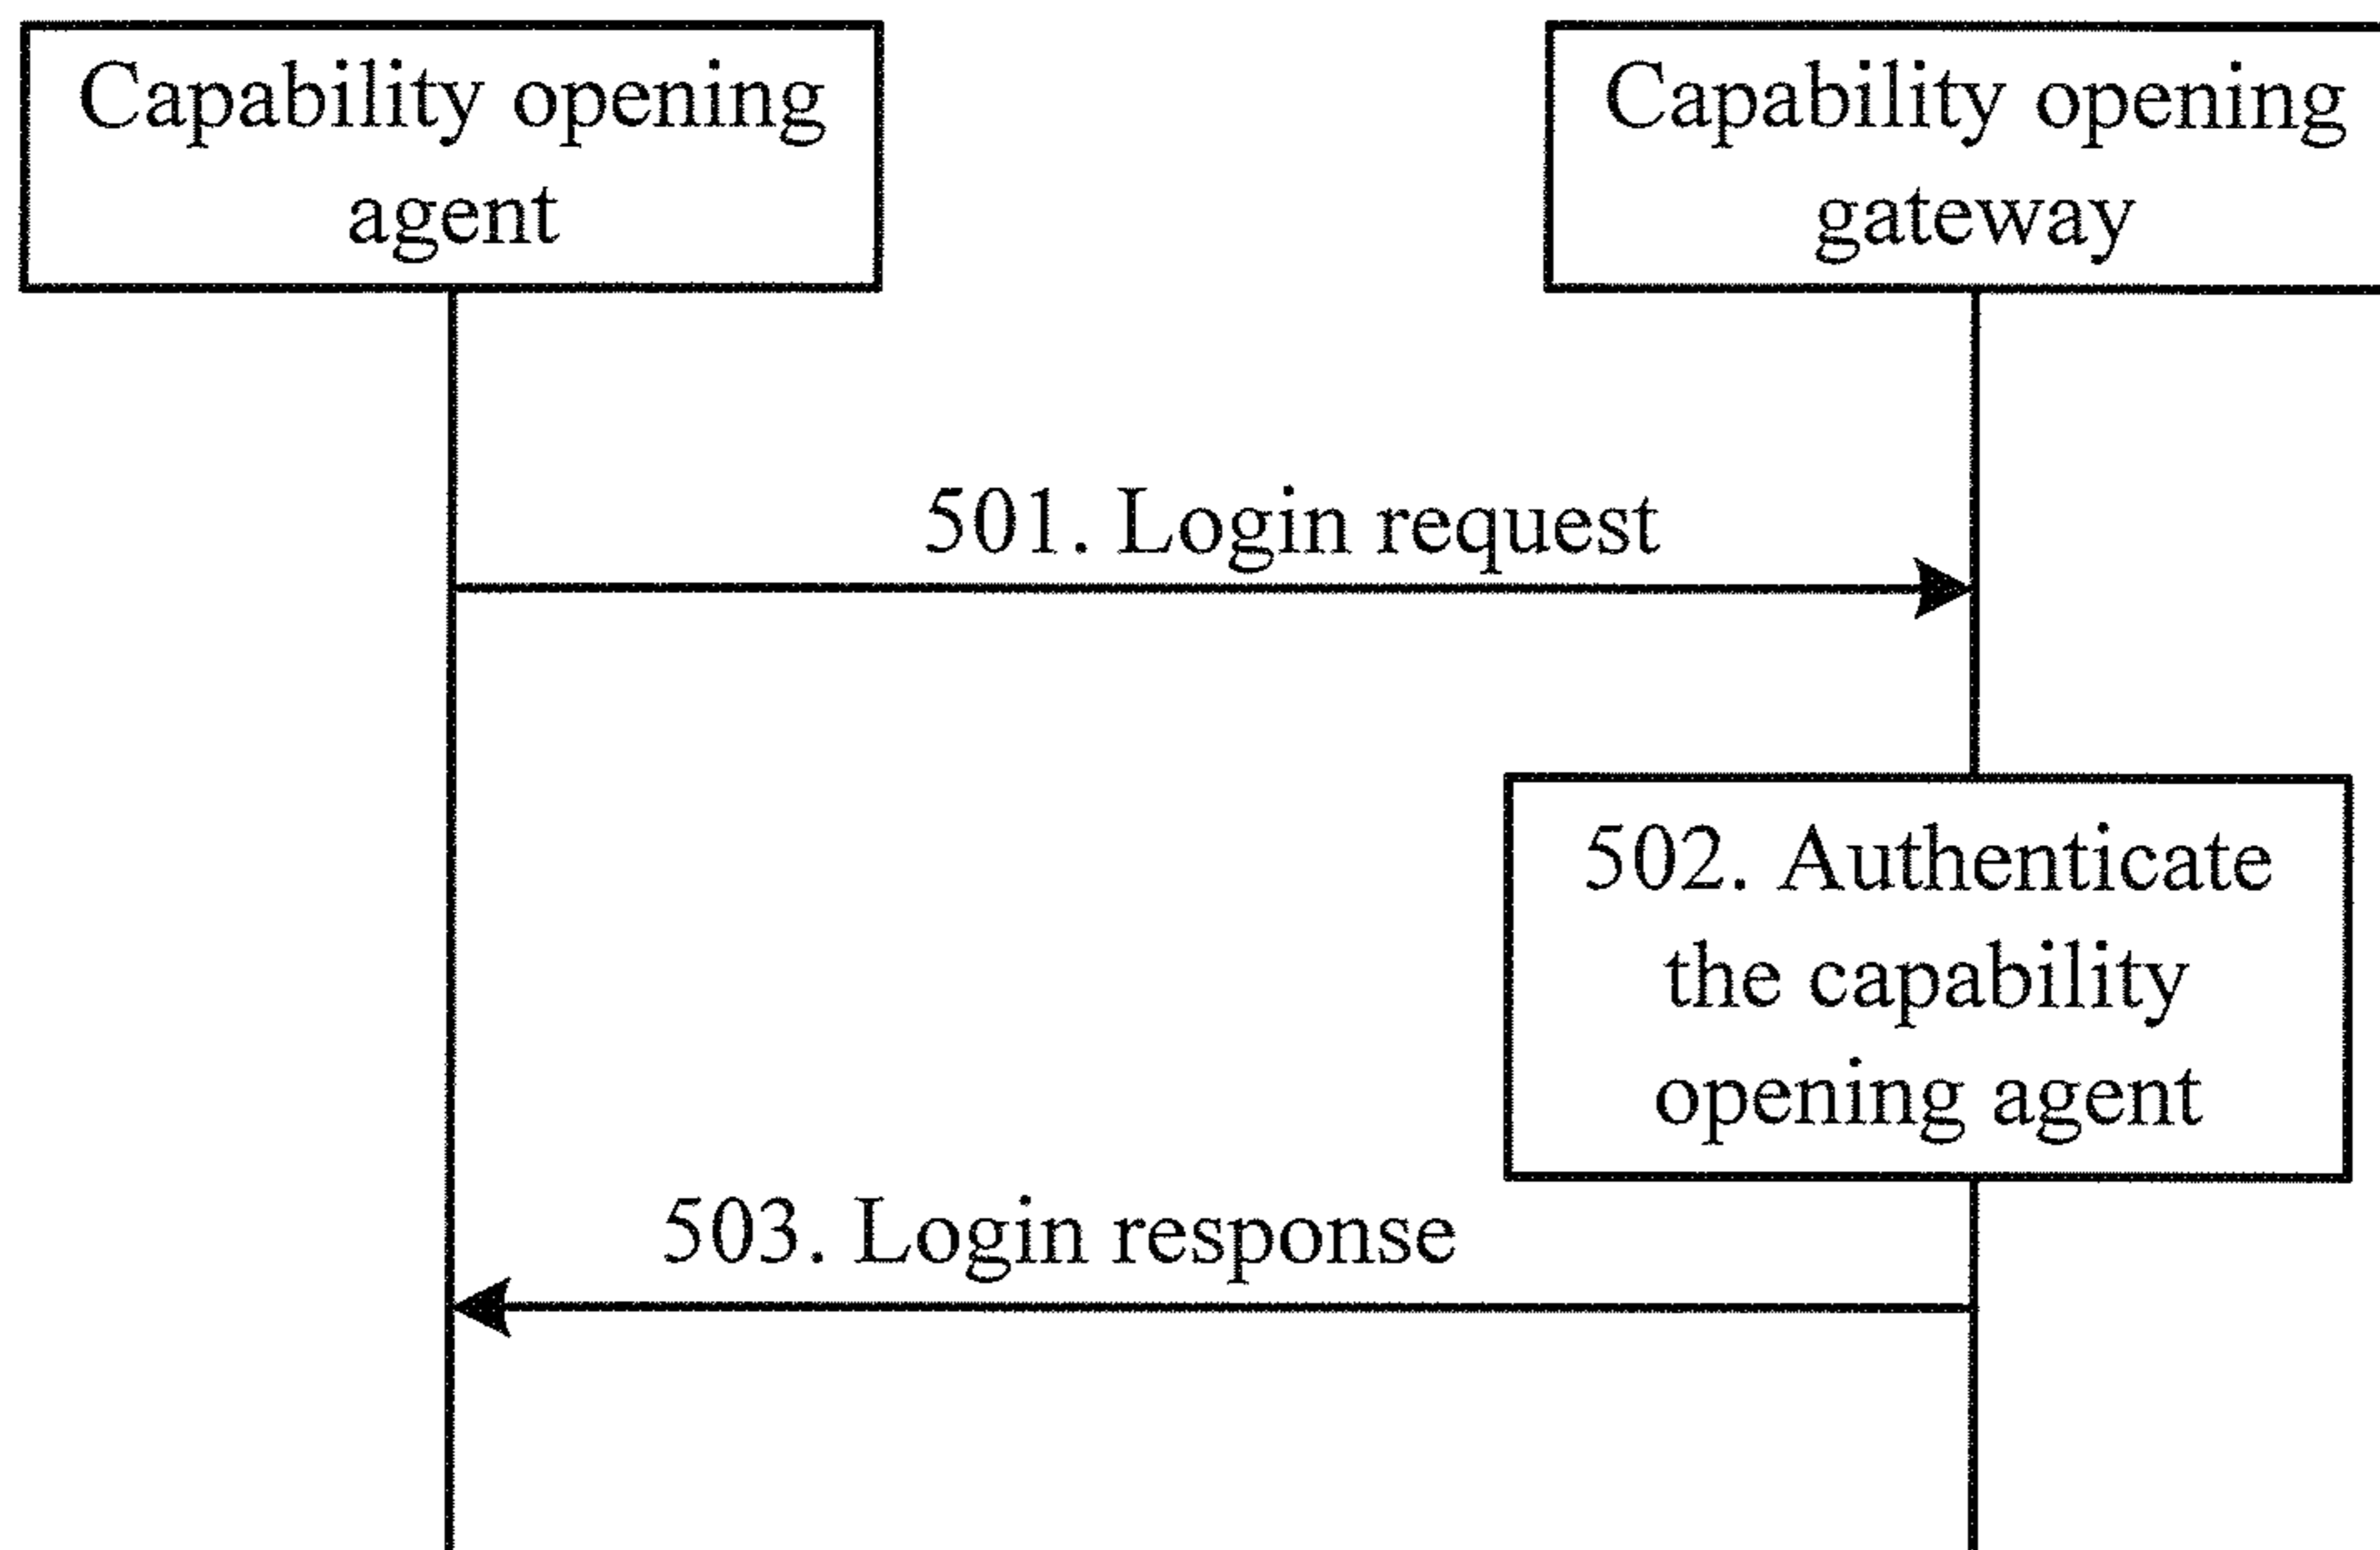 Capability opening
agent
Capability opening
gateway
501. Login request
502. Authenticate
the capability
opening agent
503. Login response